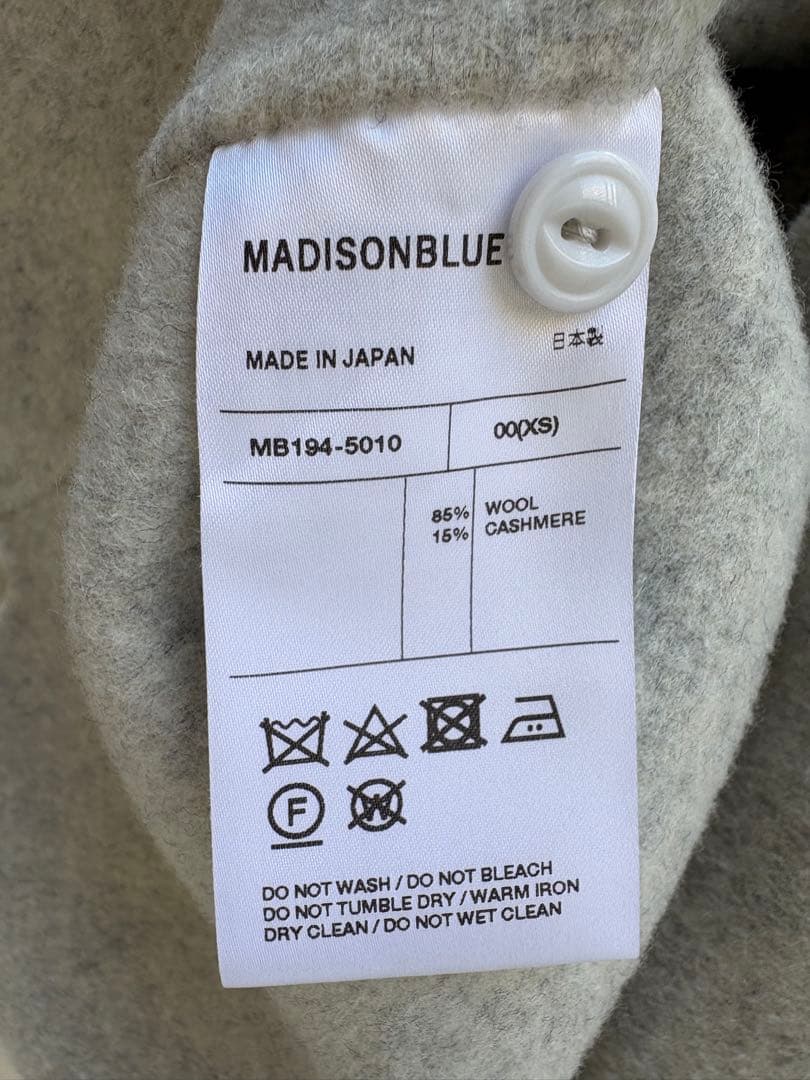 MADISONBLUE
日本製
MADE IN JAPAN
MB194-5010 00(XS)
85% WOOL
15% CASHMERE
F
W
DO NOT WASH / DO NOT BLEACH
DO NOT TUMBLE DRY / WARM IRON
DRY CLEAN / DO NOT WET CLEAN